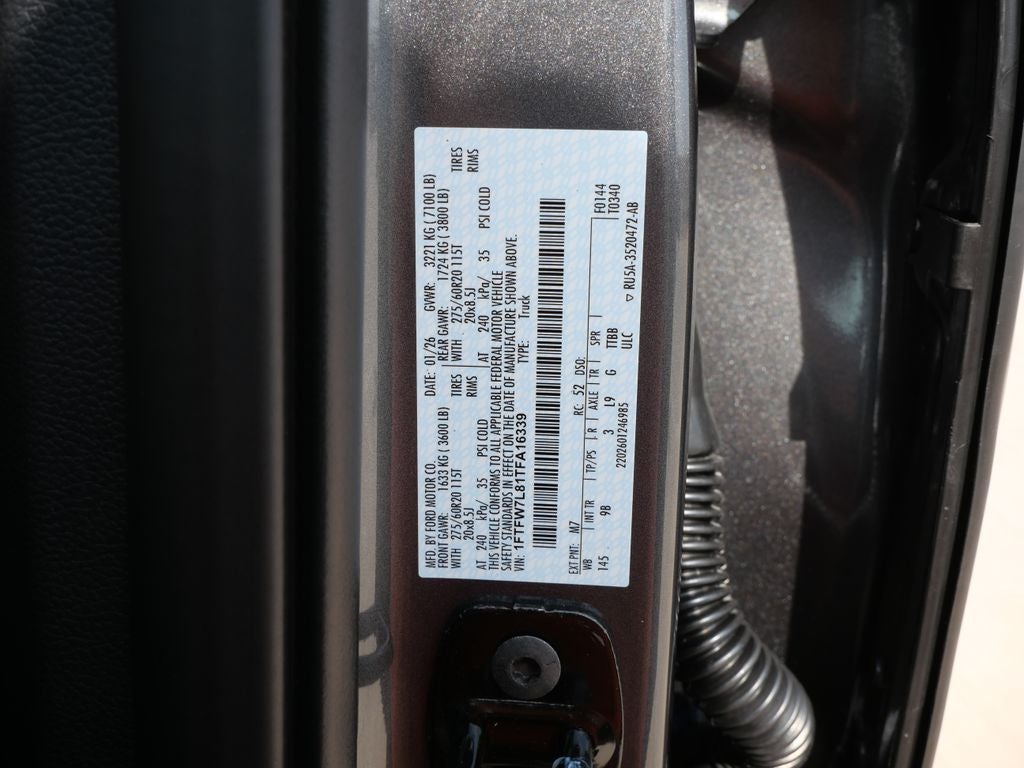 MFD. BY FORD MOTOR CO.
DATE: 01/26 GVWR: 3221 KG ( 7100 LB)
FRONT GAWR: 1633 KG ( 3600 LB) REAR GAWR: 1724 KG ( 3800 LB)
WITH 275/60R20 115T TIRES WITH 275/60R20 115T TIRES
20x8.5J RIMS 20x8.5J RIMS
AT 240 kPa/ 35 PSI COLD AT 240 kPa/ 35 PSI COLD
THIS VEHICLE CONFORMS TO ALL APPLICABLE FEDERAL MOTOR VEHICLE
SAFETY STANDARDS IN EFFECT ON THE DATE OF MANUFACTURE SHOWN ABOVE.
VIN: 1FTFW7L81TFA16339 TYPE: Truck
F0144
T0340
EXT PNT: M7 RC: 52 DSO:
WB INT TR TP/PS R AXLE TR SPR
145 9B 3 L9 G TTBB
2202601246985 ULC ▽ RU5A-3520472-AB